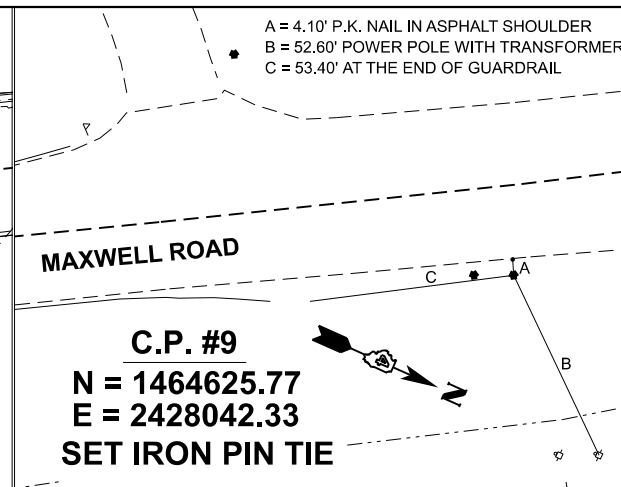 A = 4.10' P.K. NAIL IN ASPHALT SHOULDER
B = 52.60' POWER POLE WITH TRANSFORMER
C = 53.40' AT THE END OF GUARDRAIL
MAXWELL ROAD
C
A
B
C.P. #9
N = 1464625.77
E = 2428042.33
SET IRON PIN TIE
N